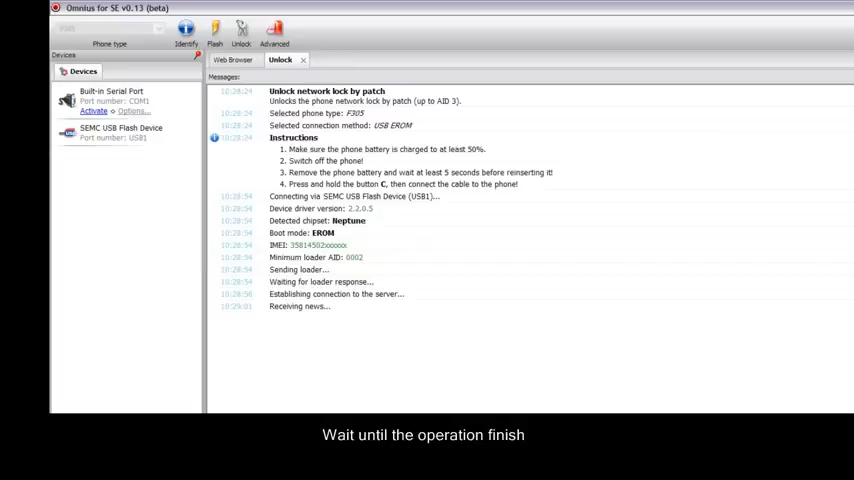 Omnius for SE v0.13 (beta)
F305
Phone type
Identify
Flash
Unlock
Advanced
Devices
Devices
Built-in Serial Port
Port number: COM1
Activate Options...
SEMC USB Flash Device
Port number: USB1
Web Browser
Unlock
Messages:
10:28:24 Unlock network lock by patch
Unlocks the phone network lock by patch (up to AID 3).
10:28:24 Selected phone type: F305
10:28:24 Selected connection method: USB EROM
10:28:24 Instructions
1. Make sure the phone battery is charged to at least 50%.
2. Switch off the phone!
3. Remove the phone battery and wait at least 5 seconds before reinserting it!
4. Press and hold the button C, then connect the cable to the phone!
10:28:54 Connecting via SEMC USB Flash Device (USB1)...
10:28:54 Device driver version: 2.2.0.5
10:28:54 Detected chipset: Neptune
10:28:54 Boot mode: EROM
10:28:54 IMEI: 35814502xxxxxx
10:28:54 Minimum loader AID: 0002
10:28:54 Sending loader...
10:28:54 Waiting for loader response...
10:28:56 Establishing connection to the server...
10:29:01 Receiving news...
Wait until the operation finish